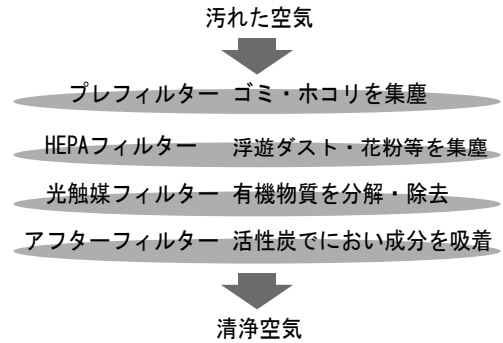 汚れた空気
プレフィルター ゴミ・ホコリを集塵
HEPAフィルター 浮遊ダスト・花粉等を集塵
光触媒フィルター 有機物質を分解・除去
アフターフィルター 活性炭でにおい成分を吸着
清浄空気